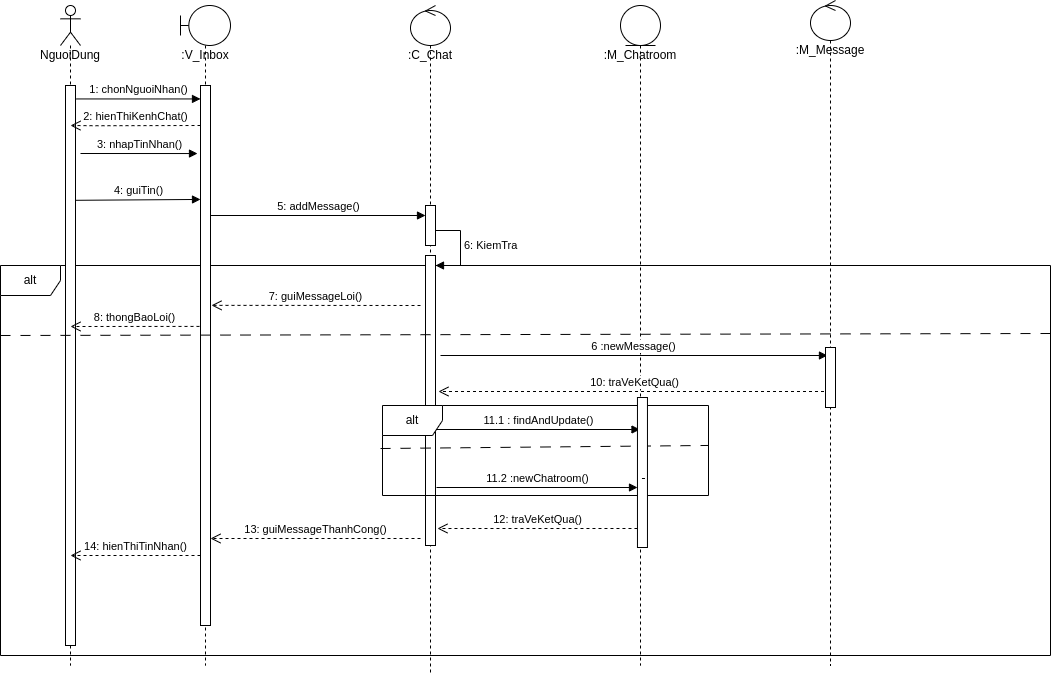 NguoiDung
:V_Inbox
:C_Chat
:M_Chatroom
:M_Message
1: chonNguoiNhan()
2: hienThiKenhChat()
3: nhapTinNhan()
4: guiTin()
5: addMessage()
6: KiemTra
alt
7: guiMessageLoi()
8: thongBaoLoi()
6 :newMessage()
10: traVeKetQua()
alt
11.1 : findAndUpdate()
11.2 :newChatroom()
12: traVeKetQua()
13: guiMessageThanhCong()
14: hienThiTinNhan()